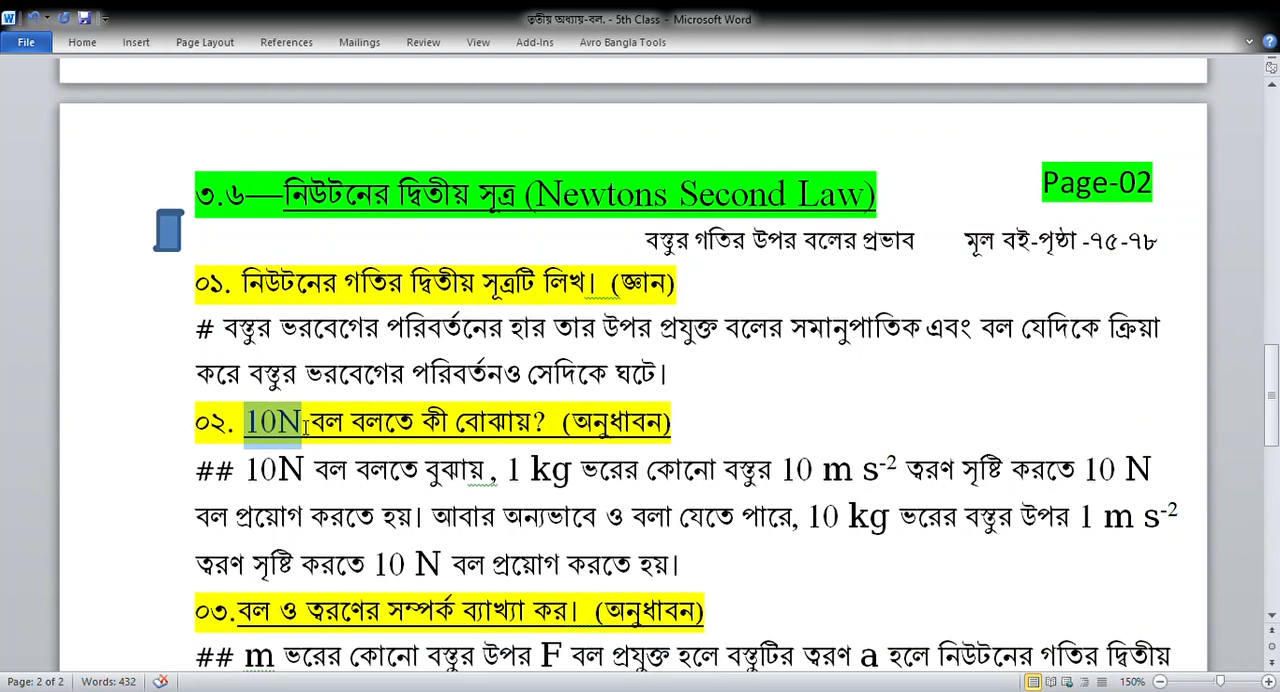 তৃতীয় অধ্যায়-বল. - 5th Class - Microsoft Word
File Home Insert Page Layout References Mailings Review View Add-Ins Avro Bangla Tools
৩.৬—নিউটনের দ্বিতীয় সূত্র (Newtons Second Law) Page-02
বস্তুর গতির উপর বলের প্রভাব মূল বই-পৃষ্ঠা -৭৫-৭৮
০১. নিউটনের গতির দ্বিতীয় সূত্রটি লিখ। (জ্ঞান)
# বস্তুর ভরবেগের পরিবর্তনের হার তার উপর প্রযুক্ত বলের সমানুপাতিক এবং বল যেদিকে ক্রিয়া
করে বস্তুর ভরবেগের পরিবর্তনও সেদিকে ঘটে।
০২. 10N বল বলতে কী বোঝায়? (অনুধাবন)
## 10N বল বলতে বুঝায়, 1 kg ভরের কোনো বস্তুর 10 m s⁻² ত্বরণ সৃষ্টি করতে 10 N
বল প্রয়োগ করতে হয়। আবার অন্যভাবে ও বলা যেতে পারে, 10 kg ভরের বস্তুর উপর 1 m s⁻²
ত্বরণ সৃষ্টি করতে 10 N বল প্রয়োগ করতে হয়।
০৩.বল ও ত্বরণের সম্পর্ক ব্যাখ্যা কর। (অনুধাবন)
## m ভরের কোনো বস্তুর উপর F বল প্রযুক্ত হলে বস্তুটির ত্বরণ a হলে নিউটনের গতির দ্বিতীয়
Page: 2 of 2 Words: 432 150%